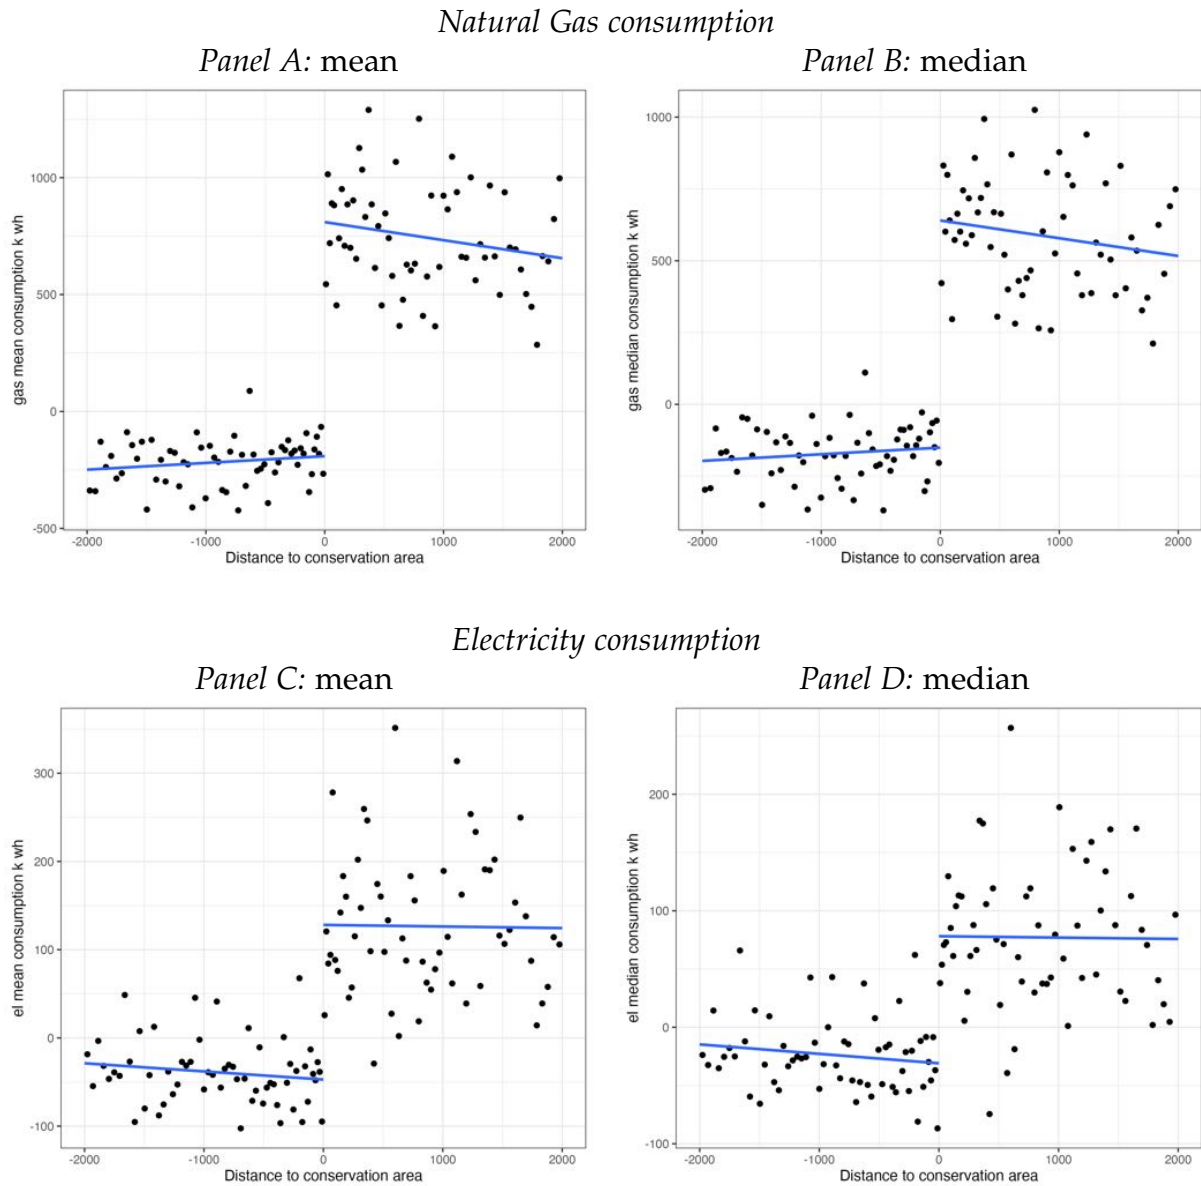 Natural Gas consumption
Panel A: mean
Panel B: median
gas mean consumption k wh
1000
500
0
-500
-2000
-1000
0
1000
2000
Distance to conservation area
gas median consumption k wh
1000
500
0
-2000
-1000
0
1000
2000
Distance to conservation area
Electricity consumption
Panel C: mean
Panel D: median
el mean consumption k wh
300
200
100
0
-100
-2000
-1000
0
1000
2000
Distance to conservation area
el median consumption k wh
200
100
0
-100
-2000
-1000
0
1000
2000
Distance to conservation area